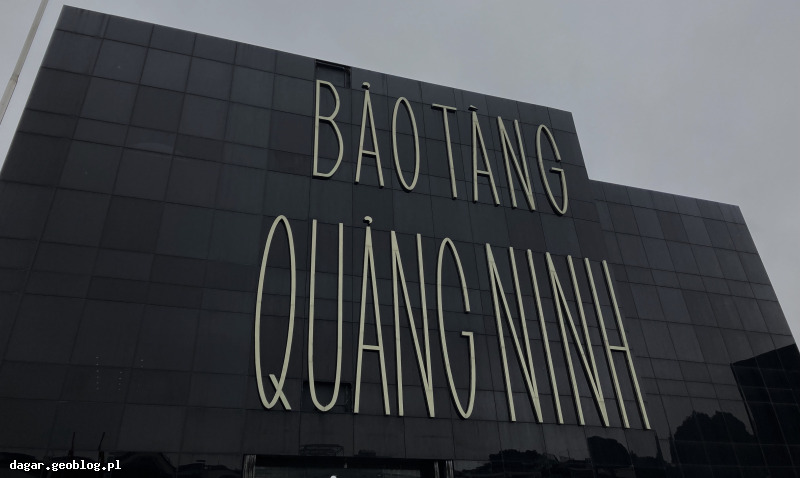 BẢO TÀNG
QUẢNG NINH
dagar.geoblog.pl